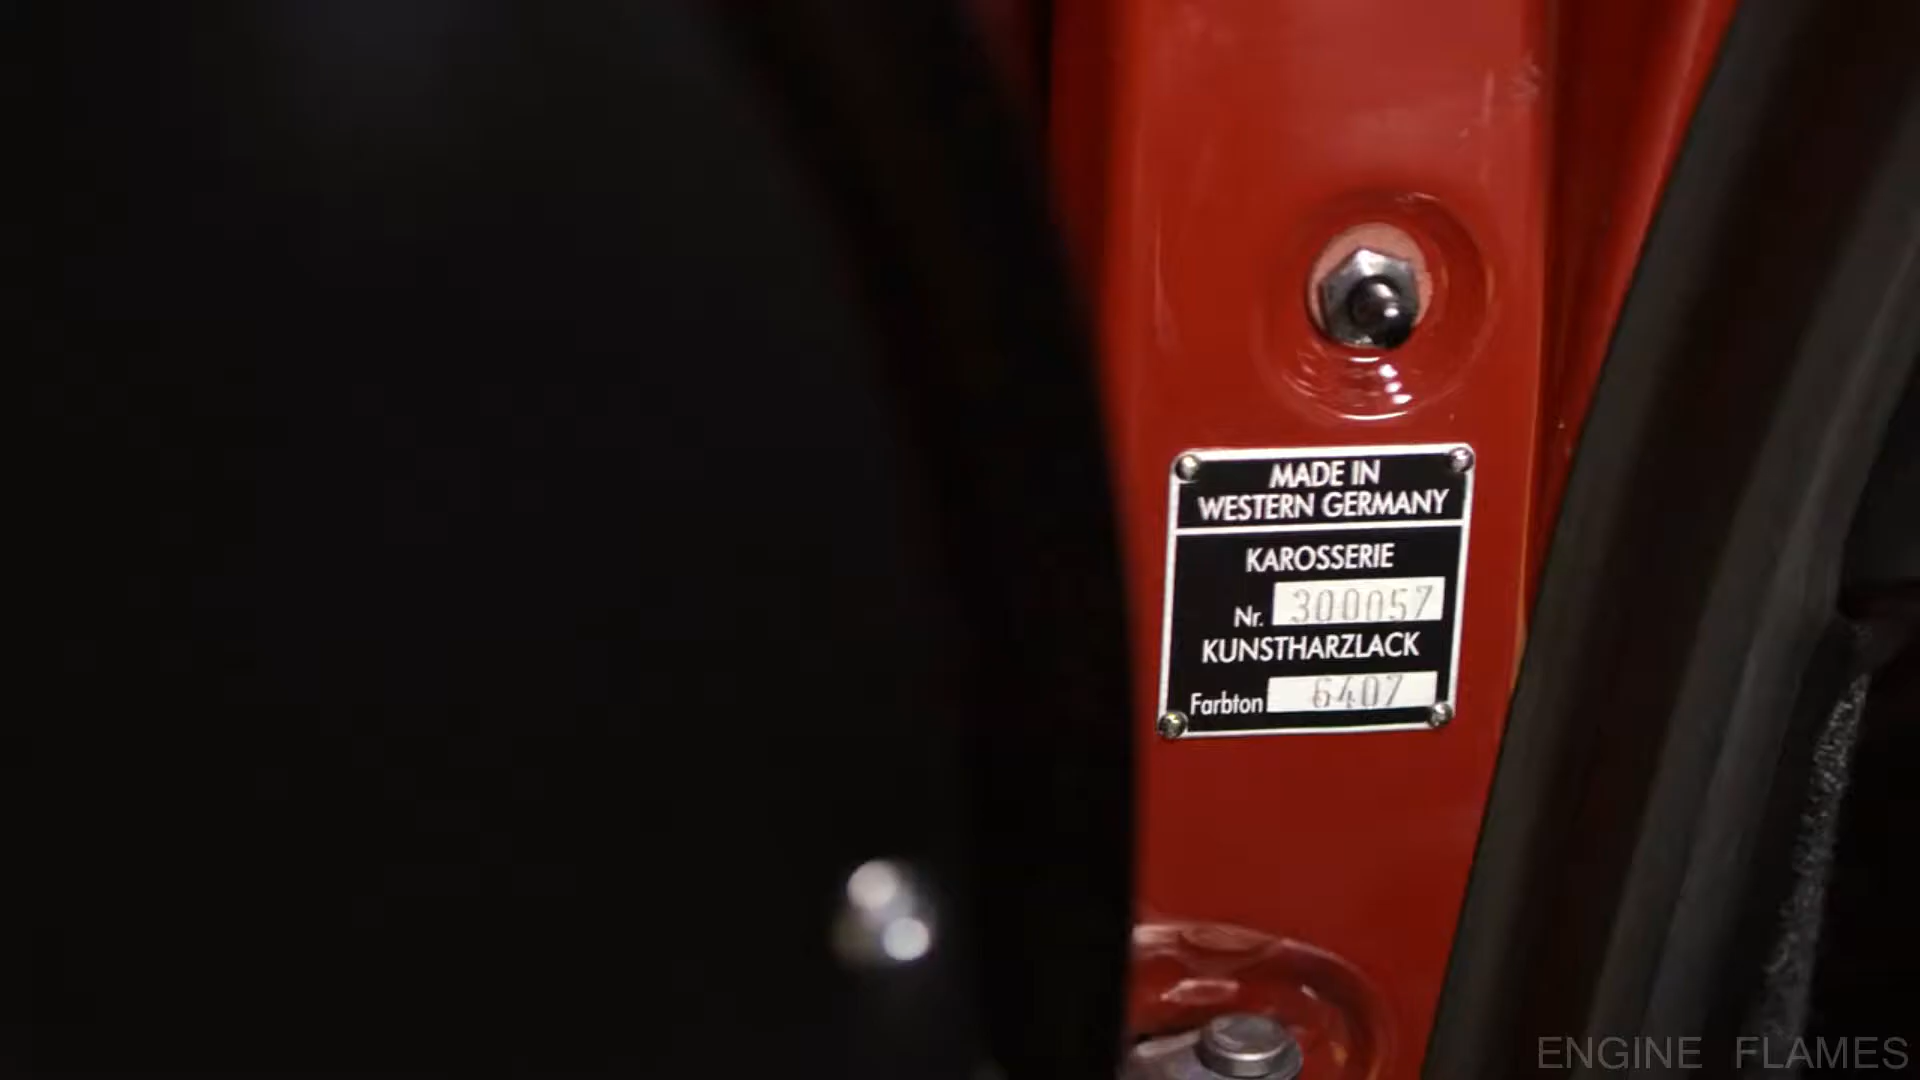 MADE IN
WESTERN GERMANY
KAROSSERIE
Nr. 300057
KUNSTHARZLACK
Farbton 6407
ENGINE FLAMES